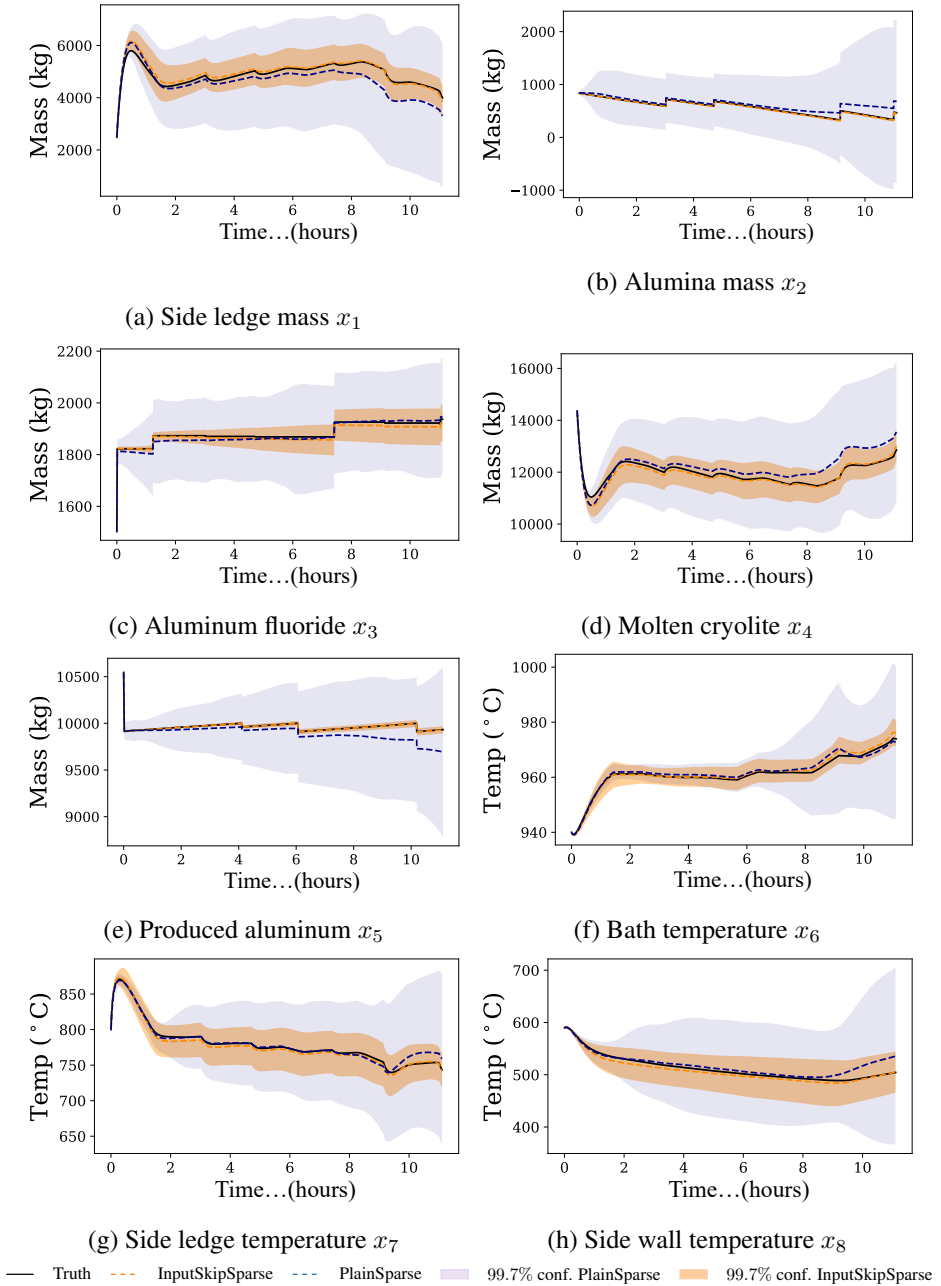 6000
4000
2000
Mass (kg)
0 2 4 6 8 10
Time…(hours)
(a) Side ledge mass x₁
2000
1000
0
−1000
Mass (kg)
0 2 4 6 8 10
Time…(hours)
(b) Alumina mass x₂
2200
2000
1800
1600
Mass (kg)
0 2 4 6 8 10
Time…(hours)
(c) Aluminum fluoride x₃
16000
14000
12000
10000
Mass (kg)
0 2 4 6 8 10
Time…(hours)
(d) Molten cryolite x₄
10500
10000
9500
9000
Mass (kg)
0 2 4 6 8 10
Time…(hours)
(e) Produced aluminum x₅
1000
980
960
940
Temp (°C)
0 2 4 6 8 10
Time…(hours)
(f) Bath temperature x₆
850
800
750
700
650
Temp (°C)
0 2 4 6 8 10
Time…(hours)
(g) Side ledge temperature x₇
700
600
500
400
Temp (°C)
0 2 4 6 8 10
Time…(hours)
(h) Side wall temperature x₈
Truth InputSkipSparse PlainSparse 99.7% conf. PlainSparse 99.7% conf. InputSkipSparse